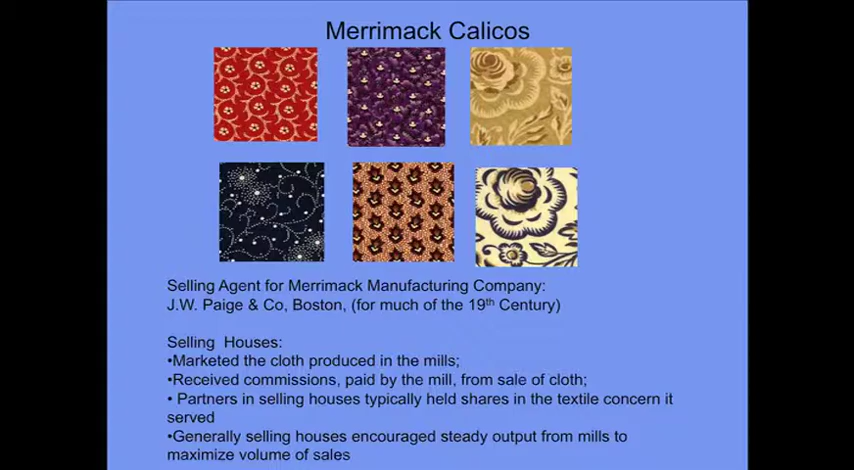 Merrimack Calicos
Selling Agent for Merrimack Manufacturing Company:
J.W. Paige & Co, Boston, (for much of the 19th Century)
Selling Houses:
•Marketed the cloth produced in the mills;
•Received commissions, paid by the mill, from sale of cloth;
• Partners in selling houses typically held shares in the textile concern it
served
•Generally selling houses encouraged steady output from mills to
maximize volume of sales